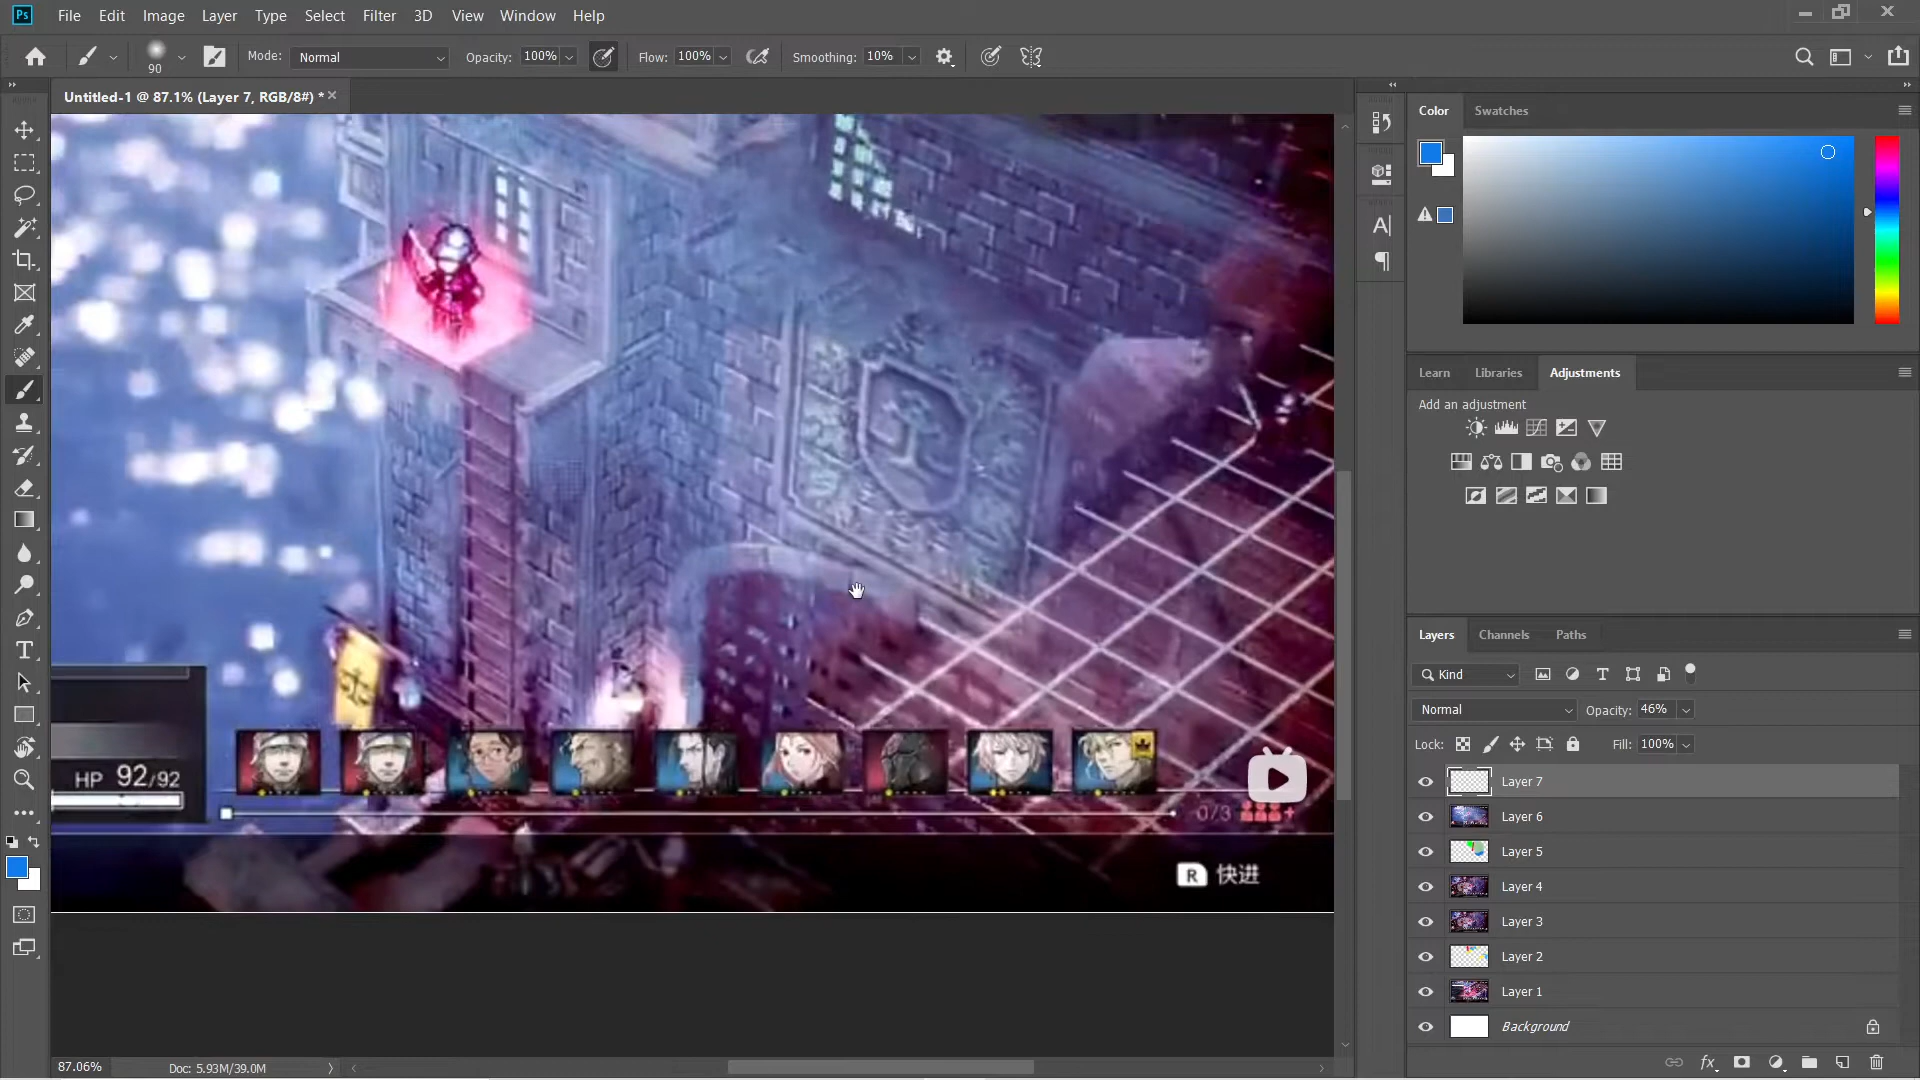 Ps File Edit Image Layer Type Select Filter 3D View Window Help
90 Mode: Normal Opacity: 100% Flow: 100% Smoothing: 10%
Untitled-1 @ 87.1% (Layer 7, RGB/8#) *
Color Swatches
Learn Libraries Adjustments
Add an adjustment
Layers Channels Paths
Kind
Normal Opacity: 46%
Lock: Fill: 100%
Layer 7
Layer 6
Layer 5
Layer 4
Layer 3
Layer 2
Layer 1
Background
HP 92/92
0/3
R 快进
87.06% Doc: 5.93M/39.0M